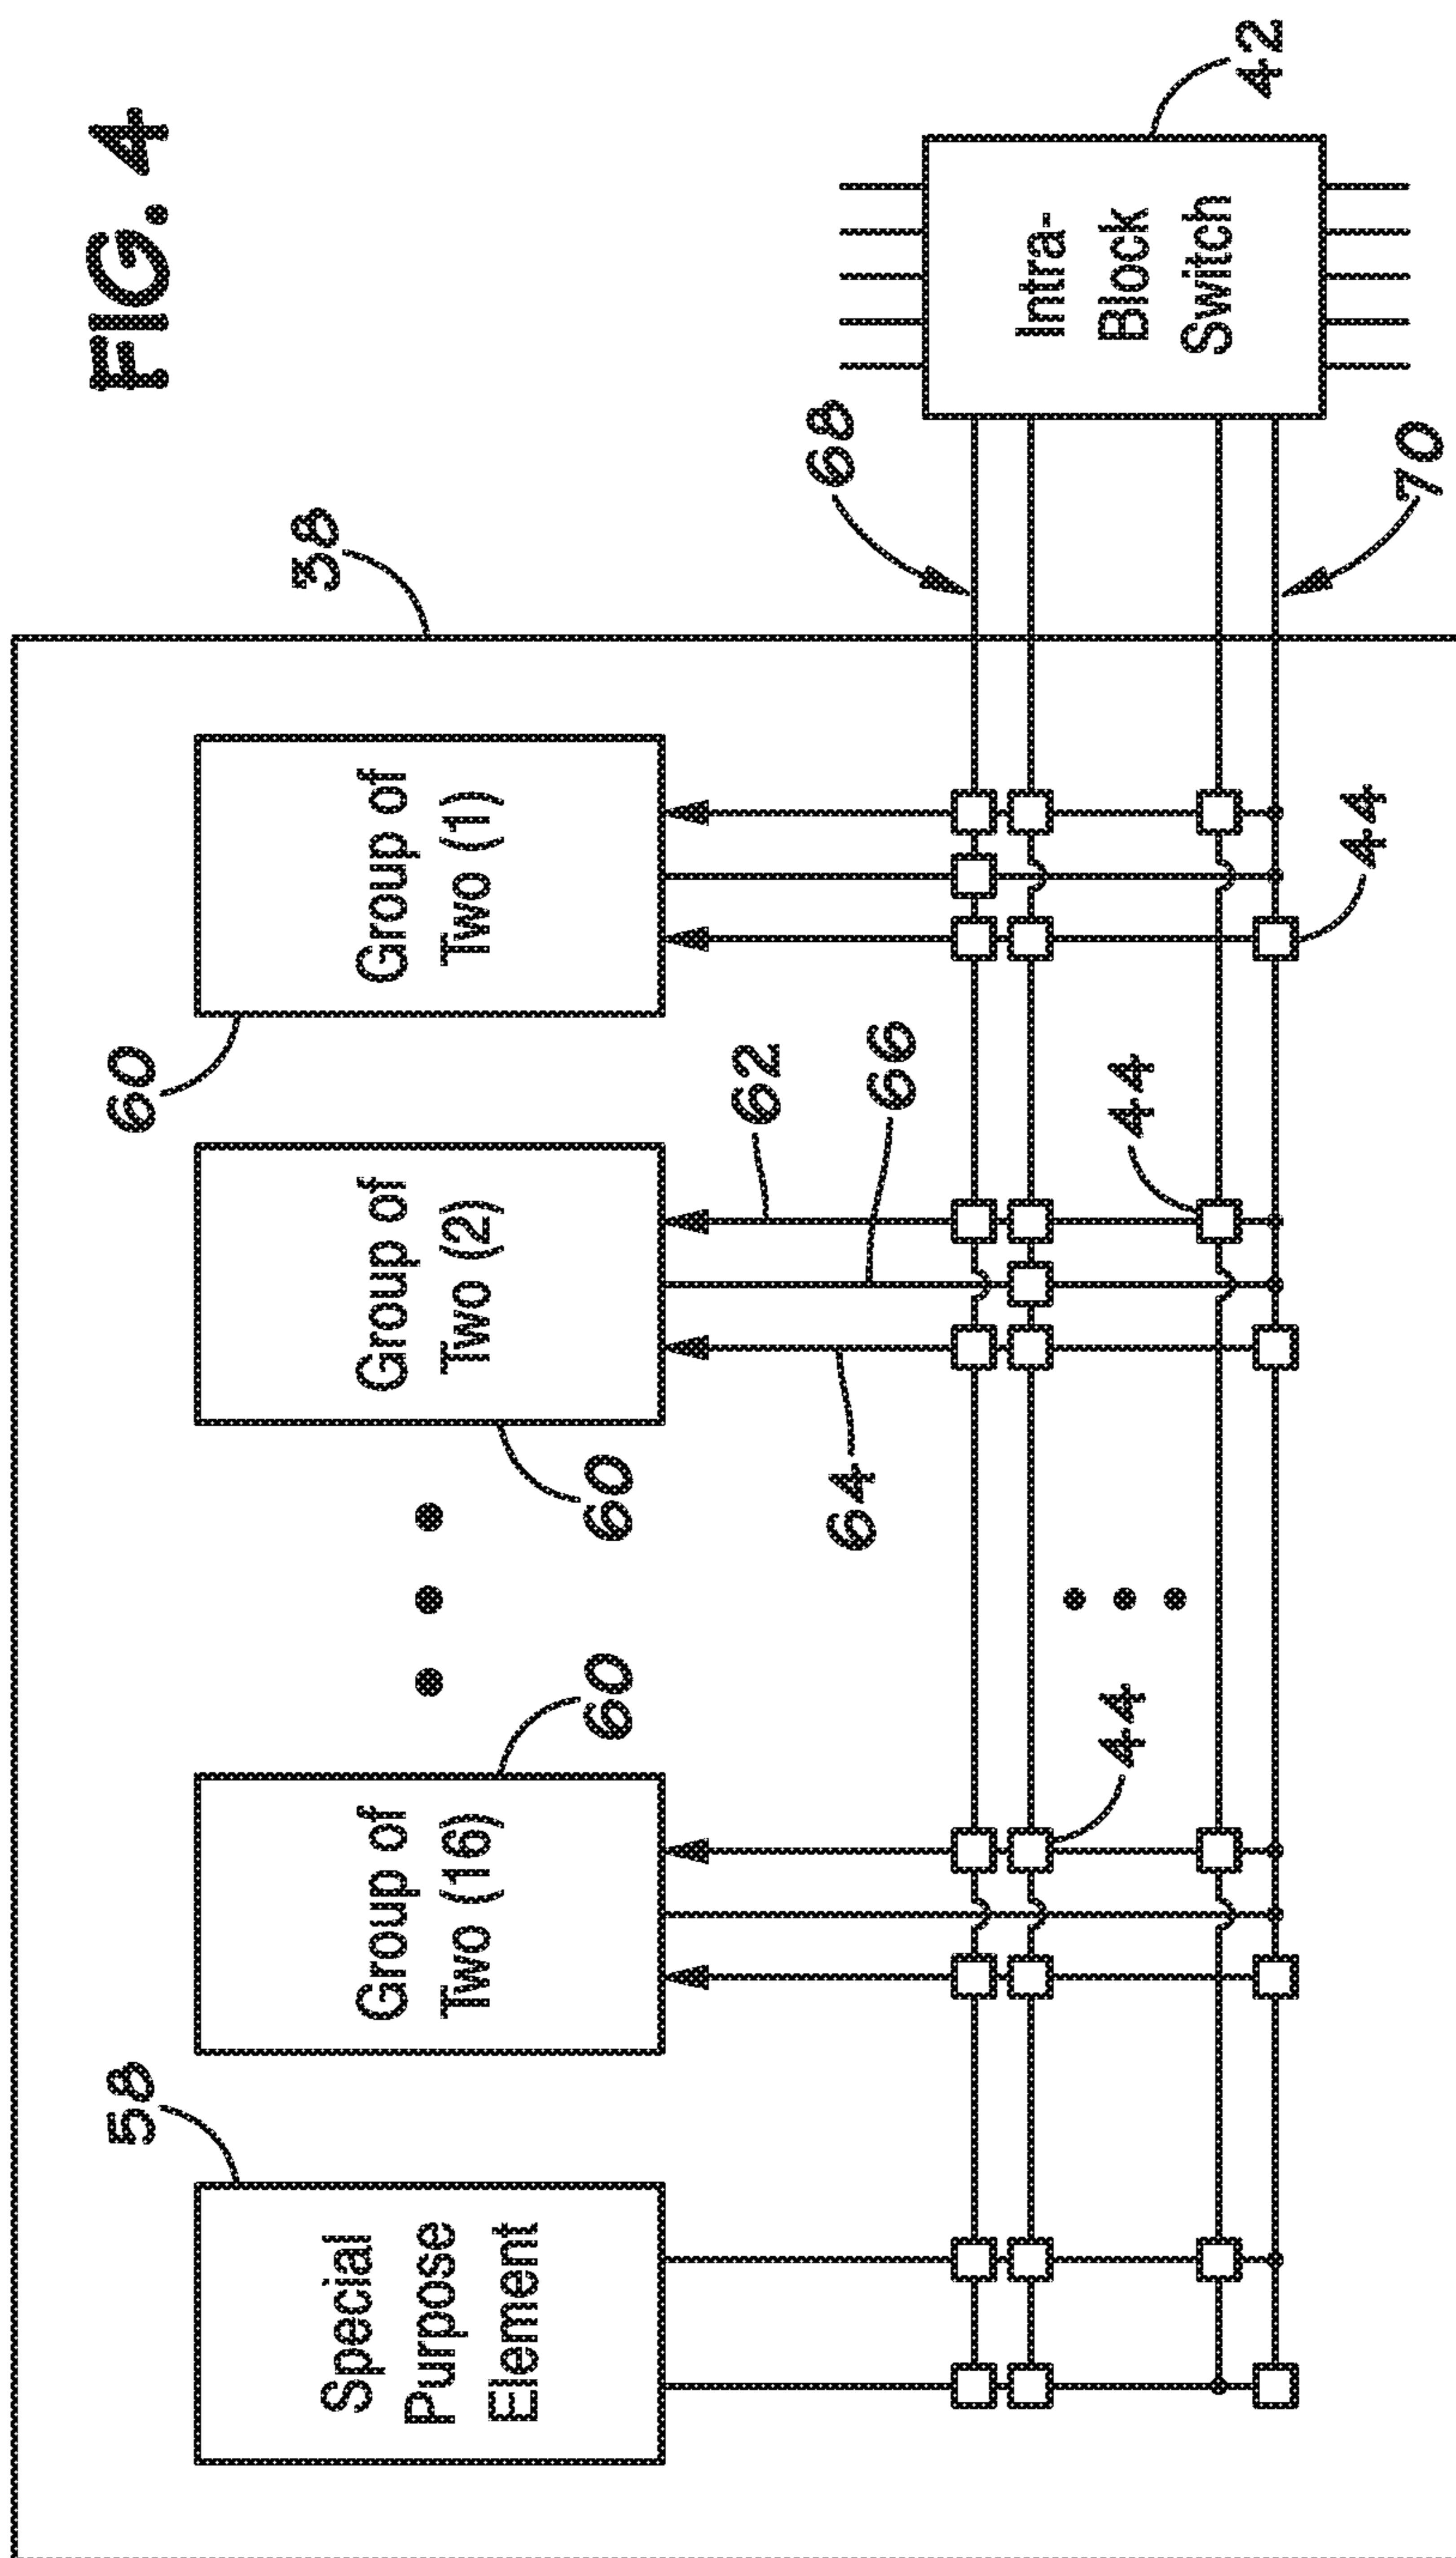 FIG. 4
58
Special
Purpose
Element
Group of
Two (16)
60
60
Group of
Two (2)
60
Group of
Two (1)
38
64
62
66
44
44
44
68
70
Intra-
Block
Switch
42